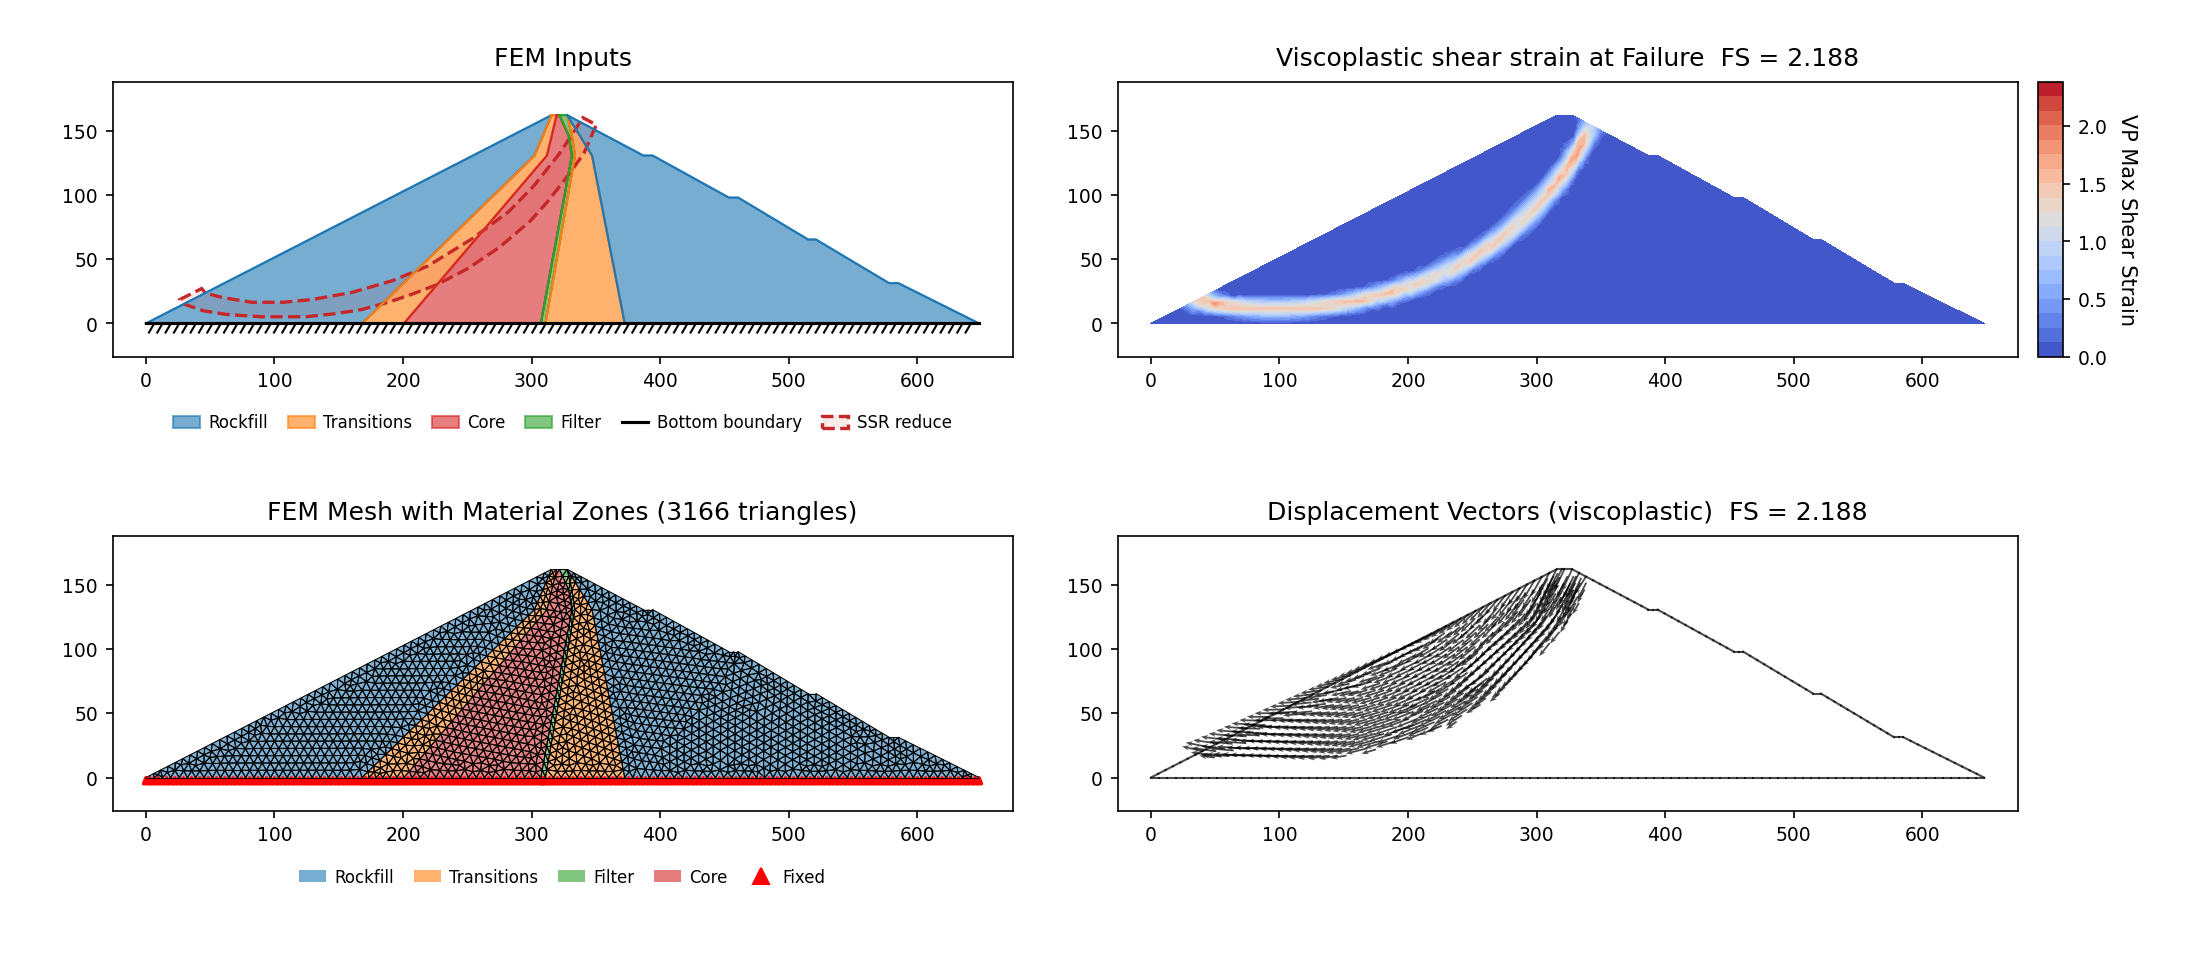 FEM Inputs
150
100
50
0
0 100 200 300 400 500 600
Rockfill Transitions Core Filter Bottom boundary SSR reduce
Viscoplastic shear strain at Failure FS = 2.188
150
100
50
0
0 100 200 300 400 500 600
2.0
1.5
1.0
0.5
0.0
VP Max Shear Strain
FEM Mesh with Material Zones (3166 triangles)
150
100
50
0
0 100 200 300 400 500 600
Rockfill Transitions Filter Core Fixed
Displacement Vectors (viscoplastic) FS = 2.188
150
100
50
0
0 100 200 300 400 500 600